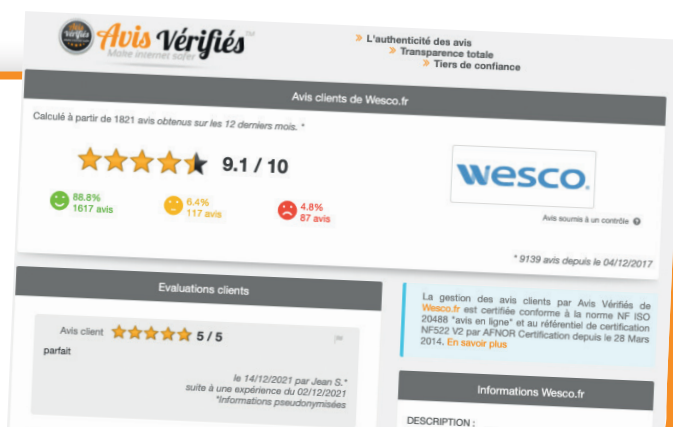 Avis Vérifiés
Make internet safer
L'authenticité des avis
Transparence totale
Tiers de confiance
Avis clients de Wesco.fr
Calculé à partir de 1821 avis obtenus sur les 12 derniers mois. *
9.1 / 10
88.8%
1617 avis
6.4%
117 avis
4.8%
87 avis
wesco.
Avis soumis à un contrôle
* 9139 avis depuis le 04/12/2017
Evaluations clients
Avis client 5 / 5
parfait
le 14/12/2021 par Jean S.*
suite à une expérience du 02/12/2021
*Informations pseudonymisées
La gestion des avis clients par Avis Vérifiés de
Wesco.fr est certifiée conforme à la norme NF ISO
20488 "avis en ligne" et au référentiel de certification
NF522 V2 par AFNOR Certification depuis le 28 Mars
2014. En savoir plus
Informations Wesco.fr
DESCRIPTION :